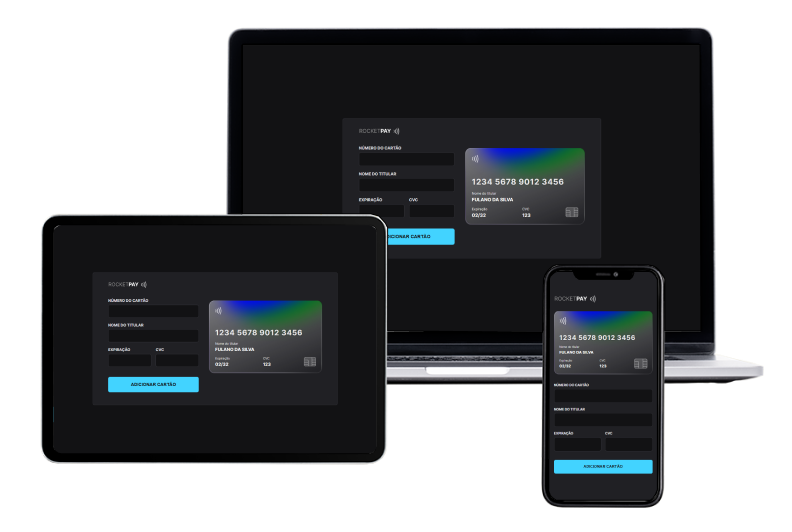 ROCKETPAY
NÚMERO DO CARTÃO
NOME DO TITULAR
EXPIRAÇÃO CVC
ADICIONAR CARTÃO
1234 5678 9012 3456
Nome do titular
FULANO DA SILVA
Expiração CVC
02/32 123
ROCKETPAY
NÚMERO DO CARTÃO
NOME DO TITULAR
EXPIRAÇÃO CVC
ADICIONAR CARTÃO
1234 5678 9012 3456
Nome do titular
FULANO DA SILVA
Expiração CVC
02/32 123
ROCKETPAY
1234 5678 9012 3456
Nome do titular
FULANO DA SILVA
Expiração CVC
02/32 123
NÚMERO DO CARTÃO
NOME DO TITULAR
EXPIRAÇÃO CVC
ADICIONAR CARTÃO